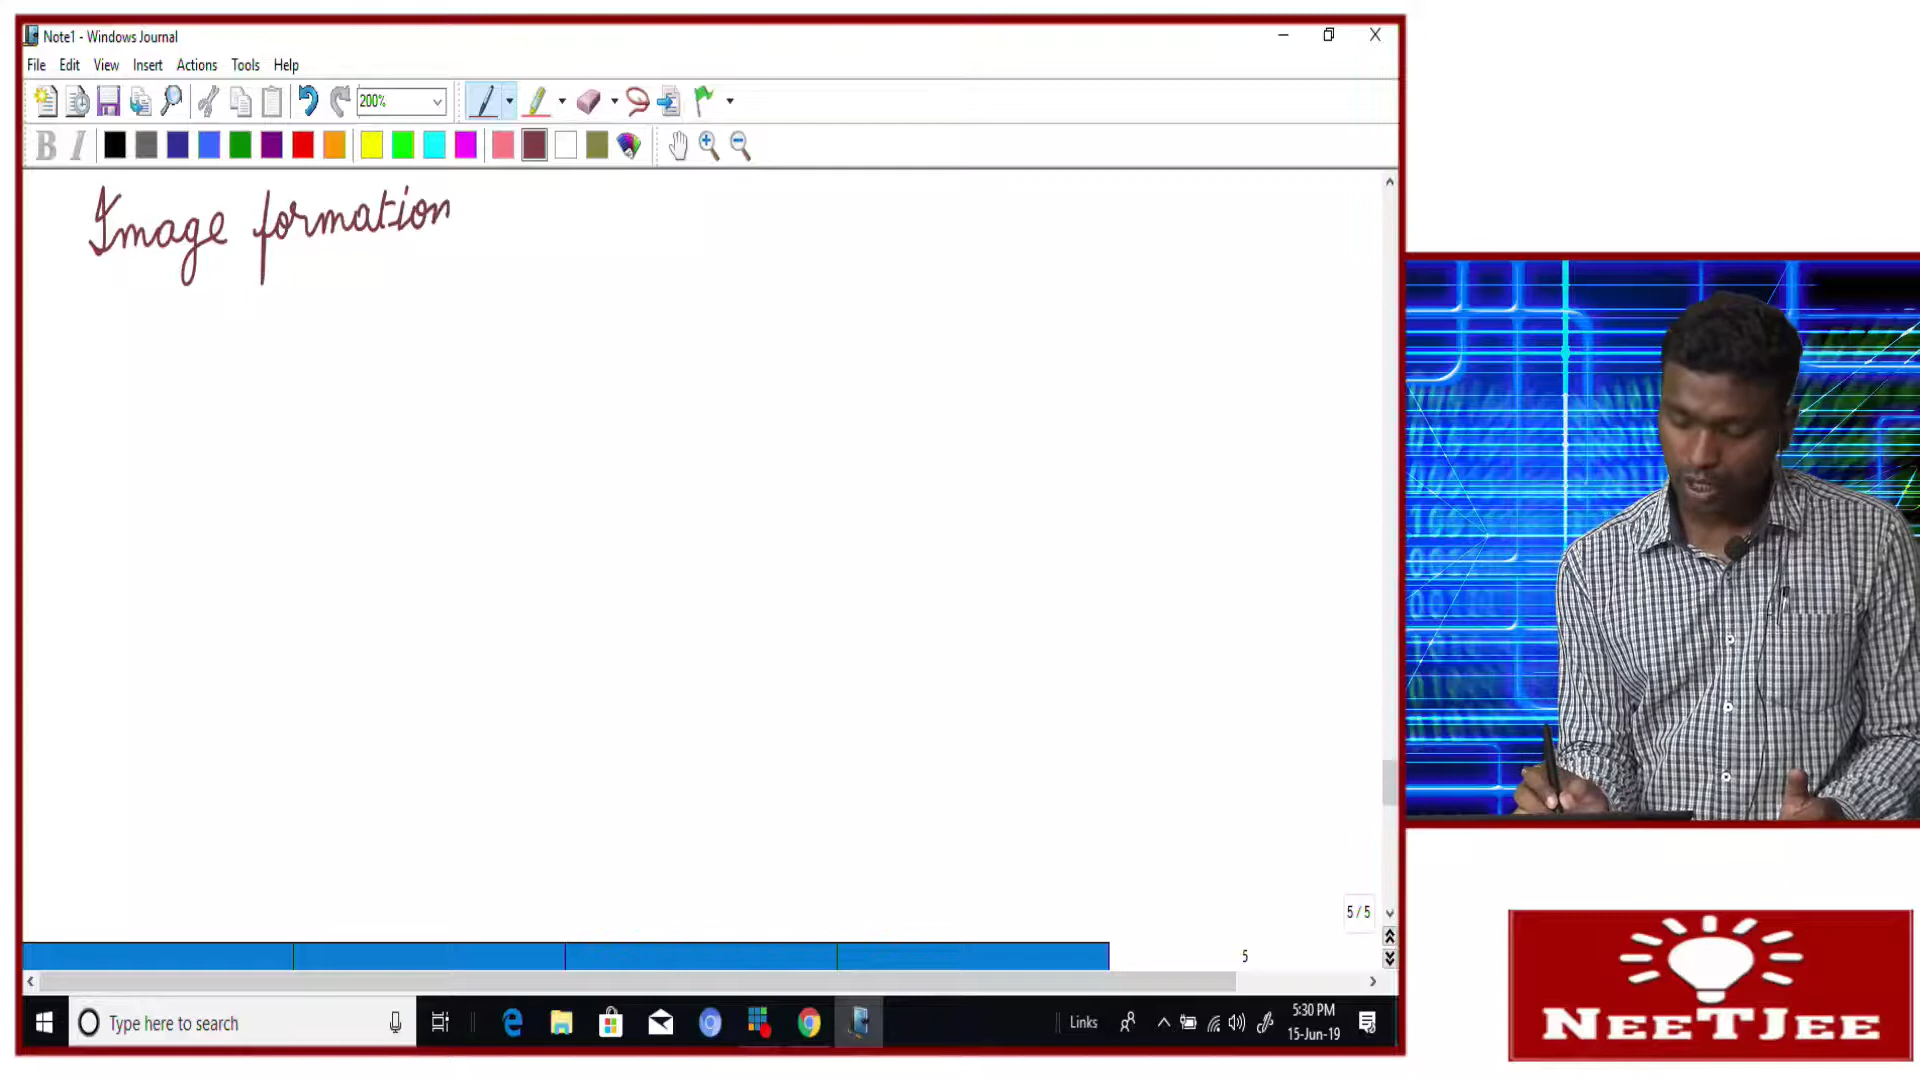 Note1 - Windows Journal
File Edit View Insert Actions Tools Help
200%
B I
Image formation
5 / 5
5
Type here to search
Links
5:30 PM
15-Jun-19
NEETJEE